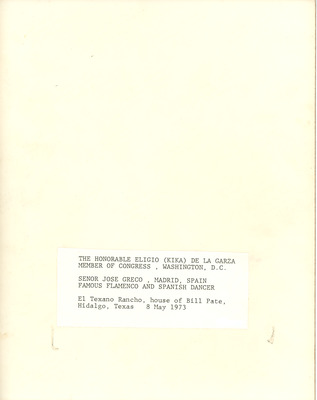 THE HONORABLE ELIGIO (KIKA) DE LA GARZA
MEMBER OF CONGRESS , WASHINGTON, D.C.
SENOR JOSE GRECO , MADRID, SPAIN
FAMOUS FLAMENCO AND SPANISH DANCER
El Texano Rancho, house of Bill Pate,
Hidalgo, Texas 8 May 1973